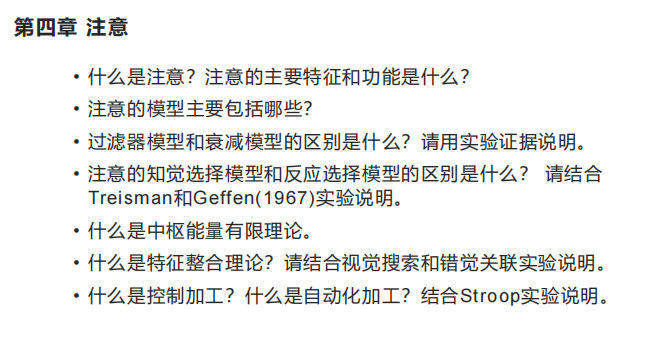 第四章 注意
• 什么是注意？注意的主要特征和功能是什么？
• 注意的模型主要包括哪些？
• 过滤器模型和衰减模型的区别是什么？请用实验证据说明。
• 注意的知觉选择模型和反应选择模型的区别是什么？ 请结合
Treisman和Geffen(1967)实验说明。
• 什么是中枢能量有限理论。
• 什么是特征整合理论？请结合视觉搜索和错觉关联实验说明。
• 什么是控制加工？什么是自动化加工？结合Stroop实验说明。